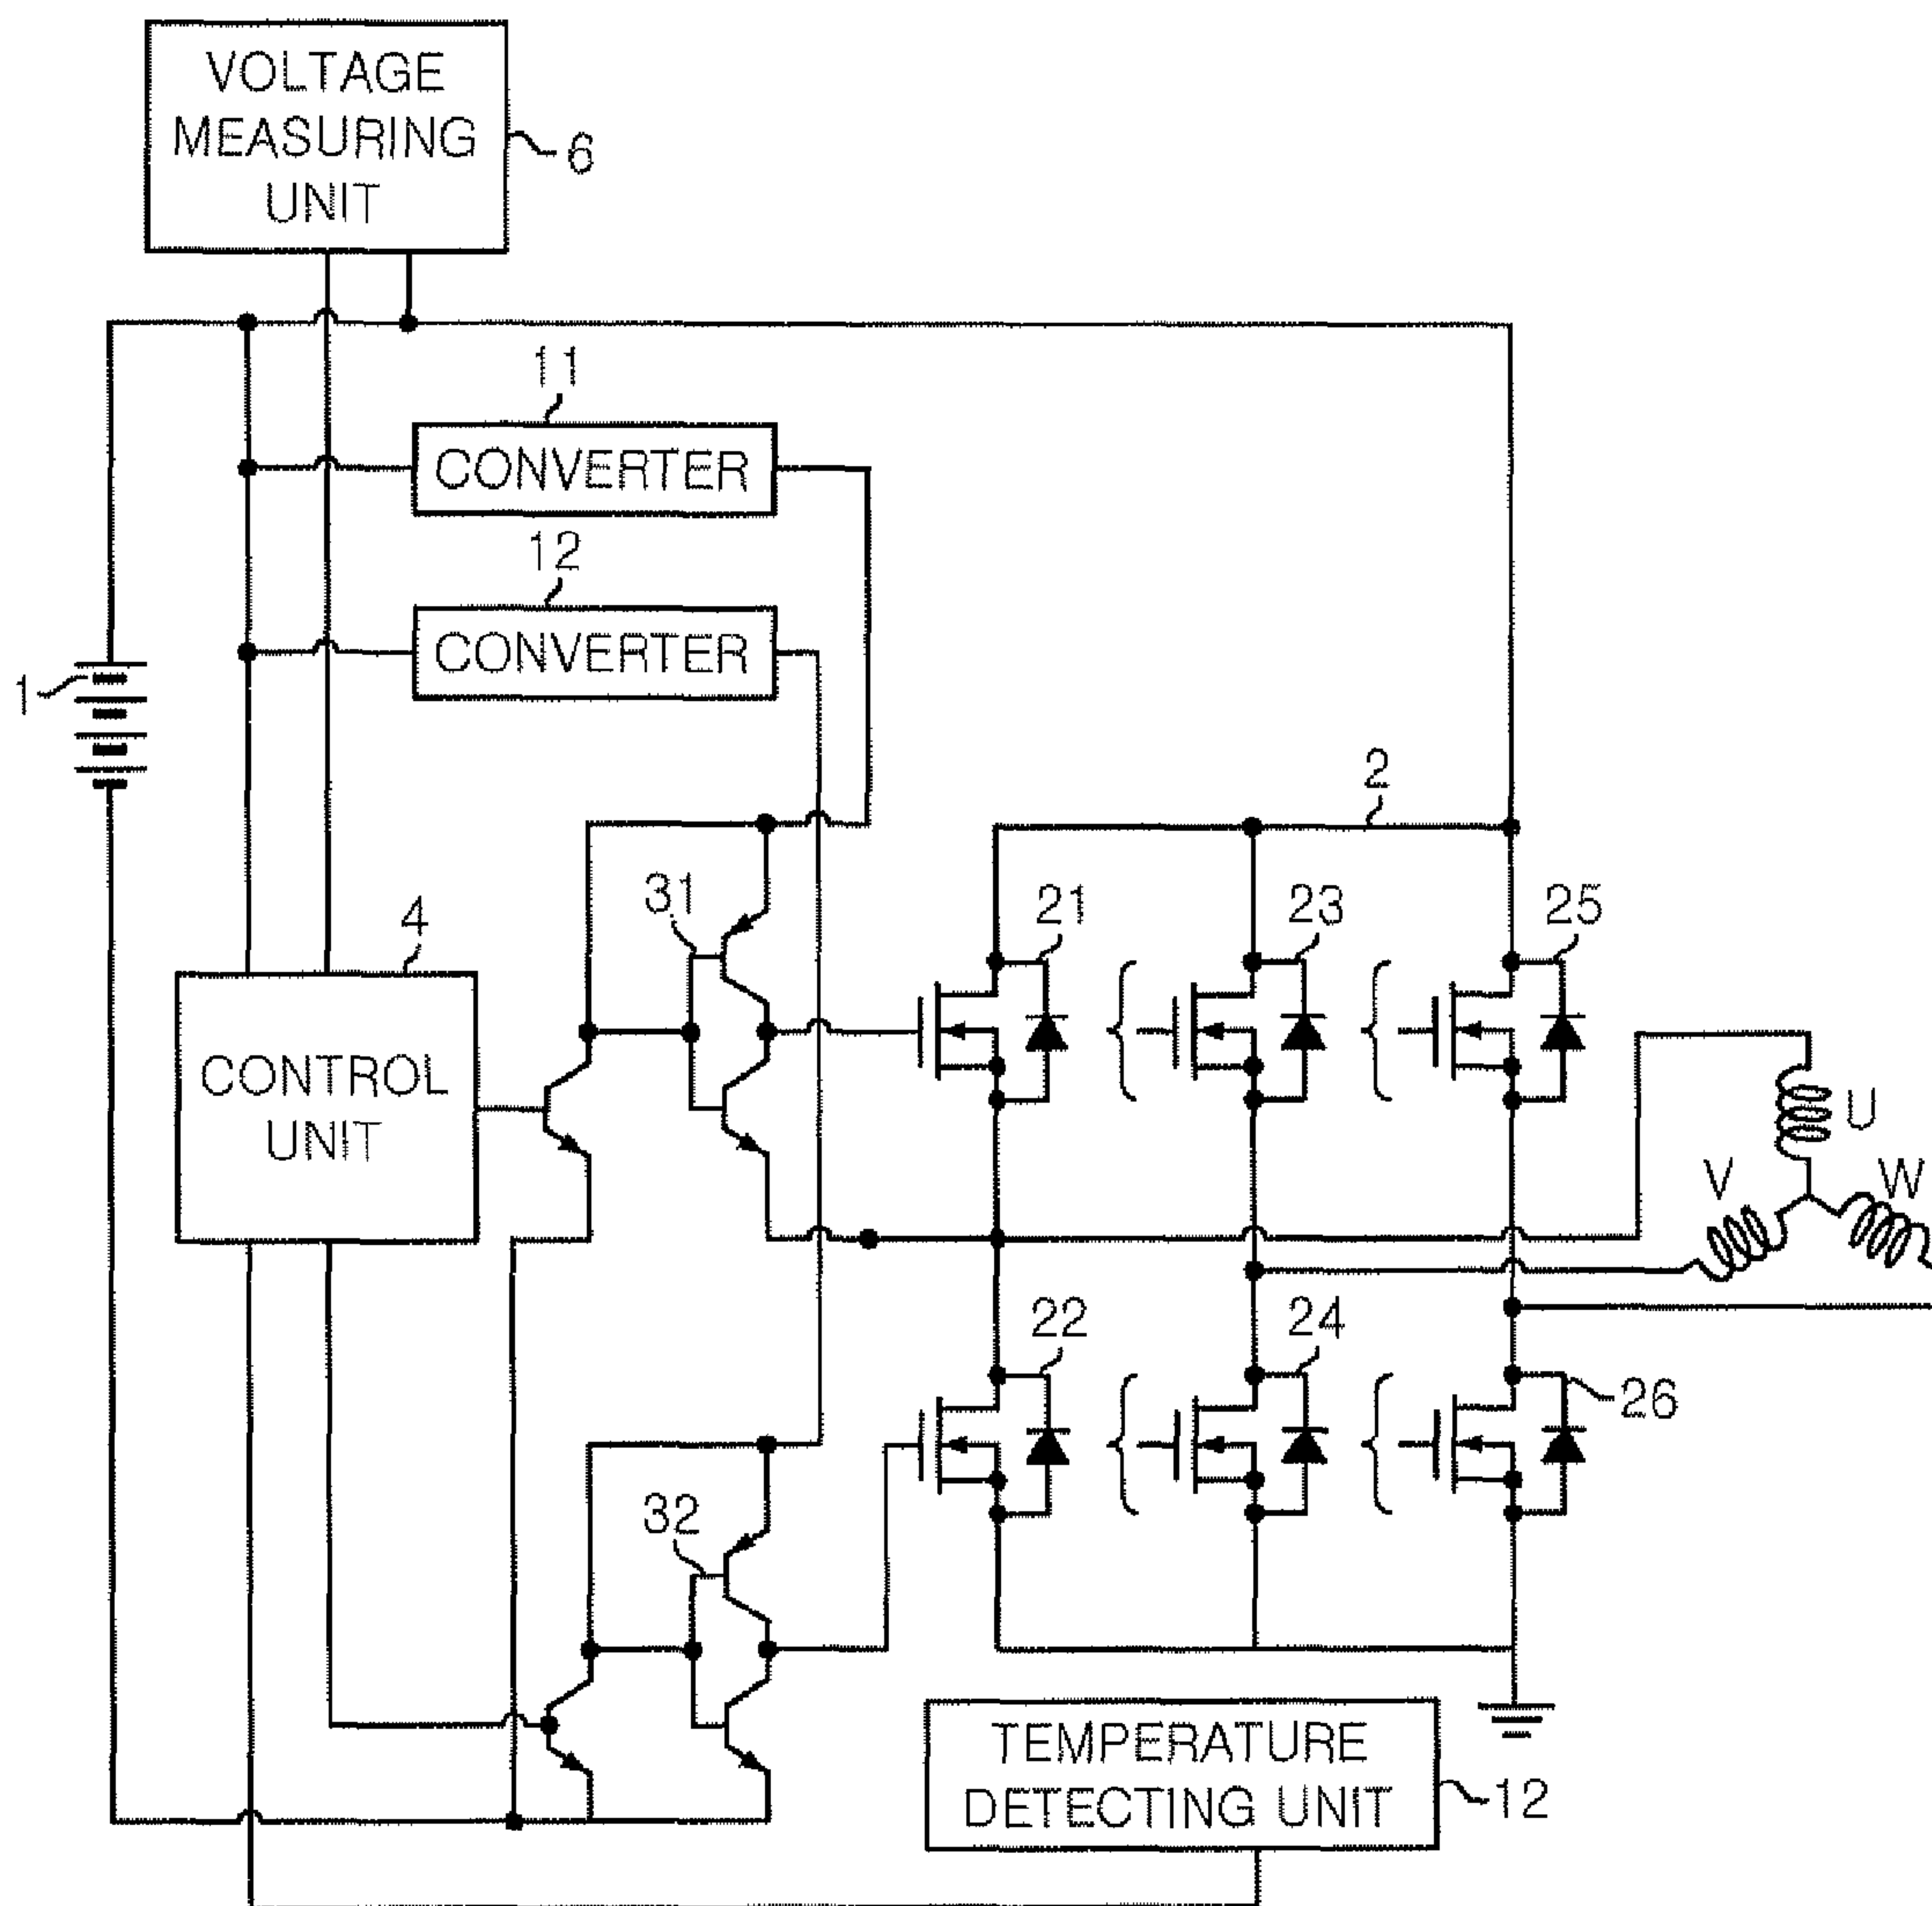 VOLTAGE
MEASURING
UNIT
6
11
CONVERTER
12
CONVERTER
1
2
4
31
21
23
25
CONTROL
UNIT
U
V
W
22
24
26
32
TEMPERATURE
DETECTING UNIT
12